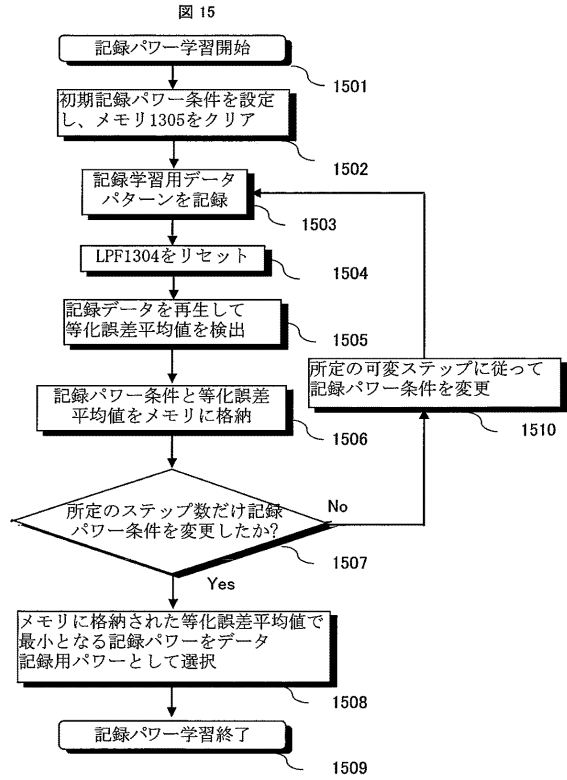 図 15
記録パワー学習開始
1501
初期記録パワー条件を設定
し、メモリ1305をクリア
1502
記録学習用データ
パターンを記録
1503
LPF1304をリセット
1504
記録データを再生して
等化誤差平均値を検出
1505
所定の可変ステップに従って
記録パワー条件を変更
1510
記録パワー条件と等化誤差
平均値をメモリに格納
1506
所定のステップ数だけ記録
パワー条件を変更したか?
No
1507
Yes
メモリに格納された等化誤差平均値で
最小となる記録パワーをデータ
記録用パワーとして選択
1508
記録パワー学習終了
1509